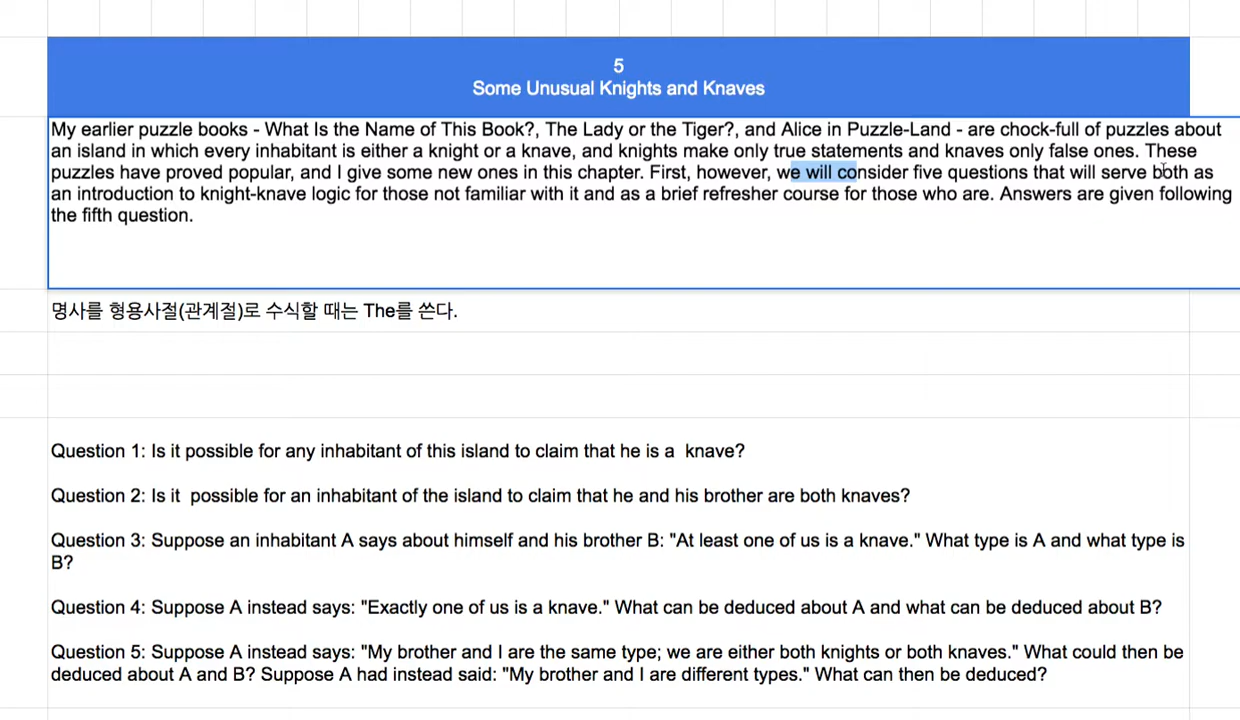 5
Some Unusual Knights and Knaves
My earlier puzzle books - What Is the Name of This Book?, The Lady or the Tiger?, and Alice in Puzzle-Land - are chock-full of puzzles about
an island in which every inhabitant is either a knight or a knave, and knights make only true statements and knaves only false ones. These
puzzles have proved popular, and I give some new ones in this chapter. First, however, we will consider five questions that will serve both as
an introduction to knight-knave logic for those not familiar with it and as a brief refresher course for those who are. Answers are given following
the fifth question.
명사를 형용사절(관계절)로 수식할 때는 The를 쓴다.
Question 1: Is it possible for any inhabitant of this island to claim that he is a  knave?
Question 2: Is it  possible for an inhabitant of the island to claim that he and his brother are both knaves?
Question 3: Suppose an inhabitant A says about himself and his brother B: "At least one of us is a knave." What type is A and what type is
B?
Question 4: Suppose A instead says: "Exactly one of us is a knave." What can be deduced about A and what can be deduced about B?
Question 5: Suppose A instead says: "My brother and I are the same type; we are either both knights or both knaves." What could then be
deduced about A and B? Suppose A had instead said: "My brother and I are different types." What can then be deduced?